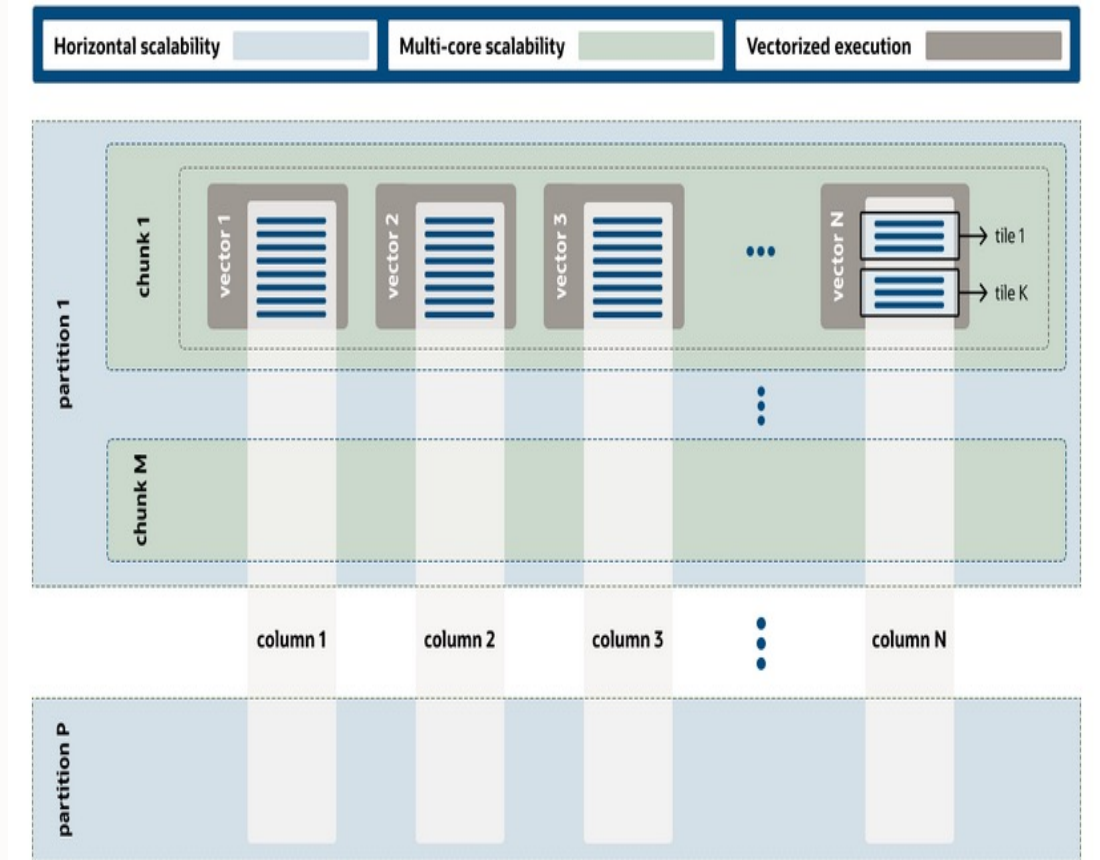 Horizontal scalability
Multi-core scalability
Vectorized execution
partition 1
chunk 1
vector 1
vector 2
vector 3
vector N
tile 1
tile K
chunk M
column 1
column 2
column 3
column N
partition P